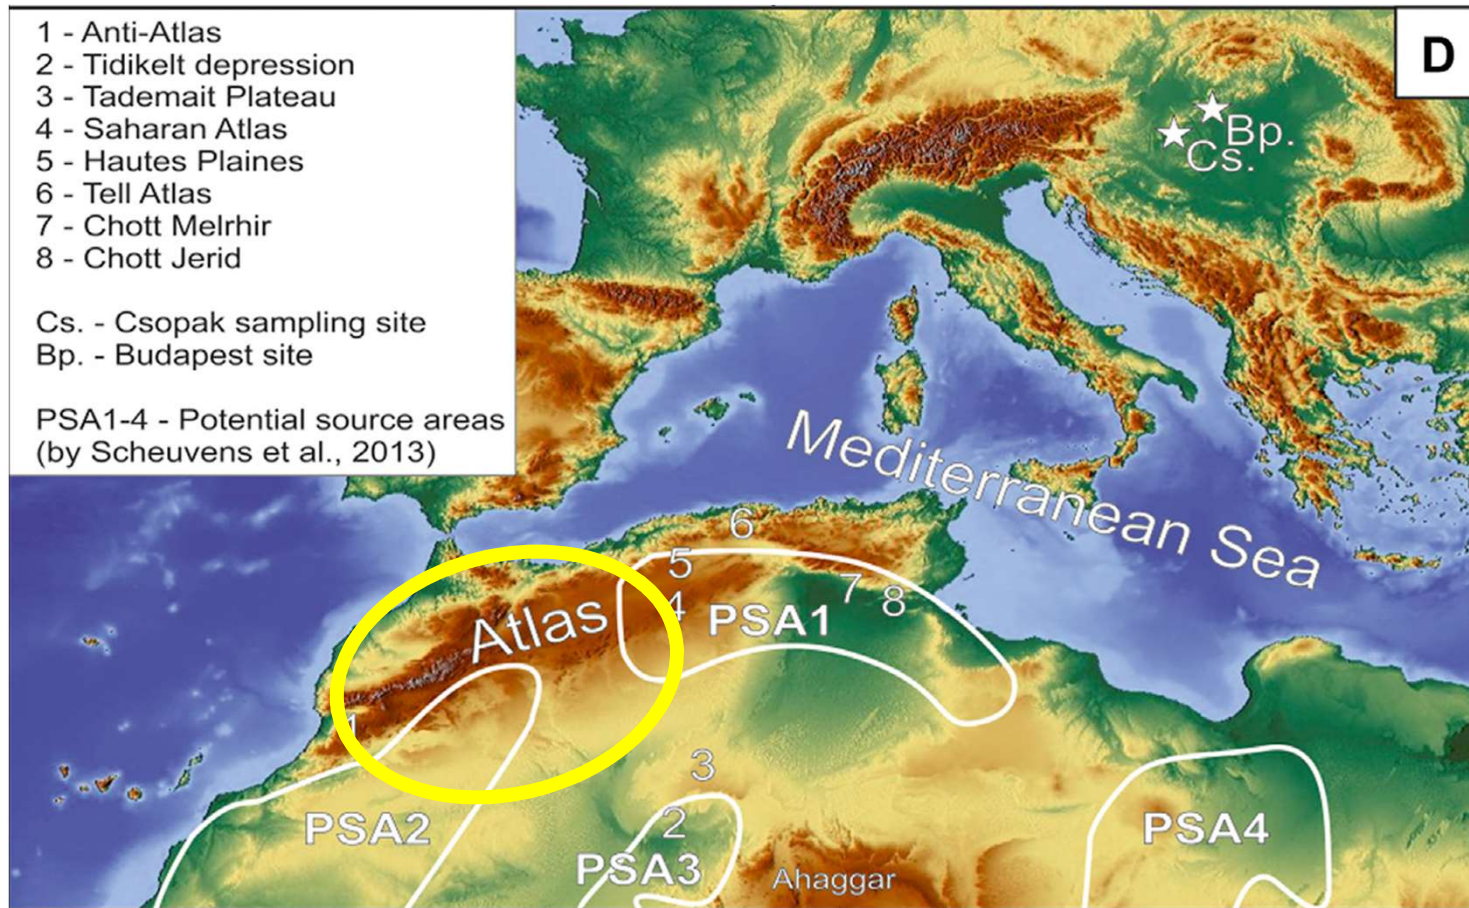 1 - Anti-Atlas
2 - Tidikelt depression
3 - Tademait Plateau
4 - Saharan Atlas
5 - Hautes Plaines
6 - Tell Atlas
7 - Chott Melrhir
8 - Chott Jerid
Cs. - Csopak sampling site
Bp. - Budapest site
PSA1-4 - Potential source areas
(by Scheuvens et al., 2013)
D
Bp.
Cs.
Mediterranean Sea
6
5
4
7
8
PSA1
Atlas
1
3
2
PSA2
PSA3
Ahaggar
PSA4